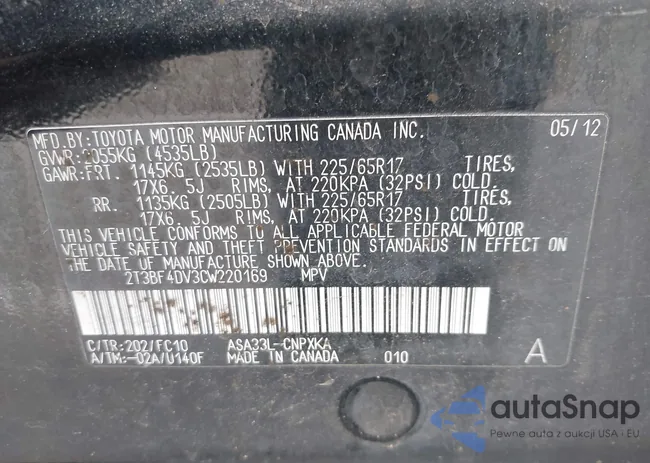 MFD.BY:TOYOTA MOTOR MANUFACTURING CANADA INC. 05/12
GVWR:2055KG (4535LB)
GAWR:FRT. 1145KG (2535LB) WITH 225/65R17 TIRES,
17X6.5J RIMS, AT 220KPA (32PSI) COLD.
RR. 1135KG (2505LB) WITH 225/65R17 TIRES,
17X6.5J RIMS, AT 220KPA (32PSI) COLD.
THIS VEHICLE CONFORMS TO ALL APPLICABLE FEDERAL MOTOR
VEHICLE SAFETY AND THEFT PREVENTION STANDARDS IN EFFECT ON
THE DATE OF MANUFACTURE SHOWN ABOVE.
2T3BF4DV3CW220169 MPV
C/TR:202/FC10 ASA33L-CNPXKA
A/TM:-02A/U140F MADE IN CANADA 010 A
autaSnap
Pewne auta z aukcji USA i EU